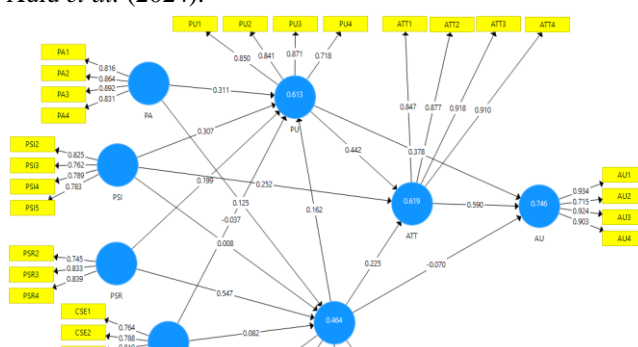 et al. (2024).
PU1 PU2 PU3 PU4 ATT1 ATT2 ATT3 ATT4
0.850 0.841 0.871 0.718
PA1 0.816
PA2 0.864
PA3 0.892
PA4 0.831
PA
0.311
0.613
PU
0.847 0.877 0.918 0.910
0.307
0.442
0.378
PSI2 0.825
PSI3 0.762
PSI4 0.789
PSI5 0.783
PSI
0.199
0.125
0.252
-0.037
0.162
0.619
ATT
0.590
0.746
AU
0.934 AU1
0.715 AU2
0.924 AU3
0.903 AU4
0.008
PSR2 0.745
PSR3 0.833
PSR4 0.839
PSR
0.547
0.225
-0.070
CSE1 0.764
CSE2 0.788
0.082
0.464